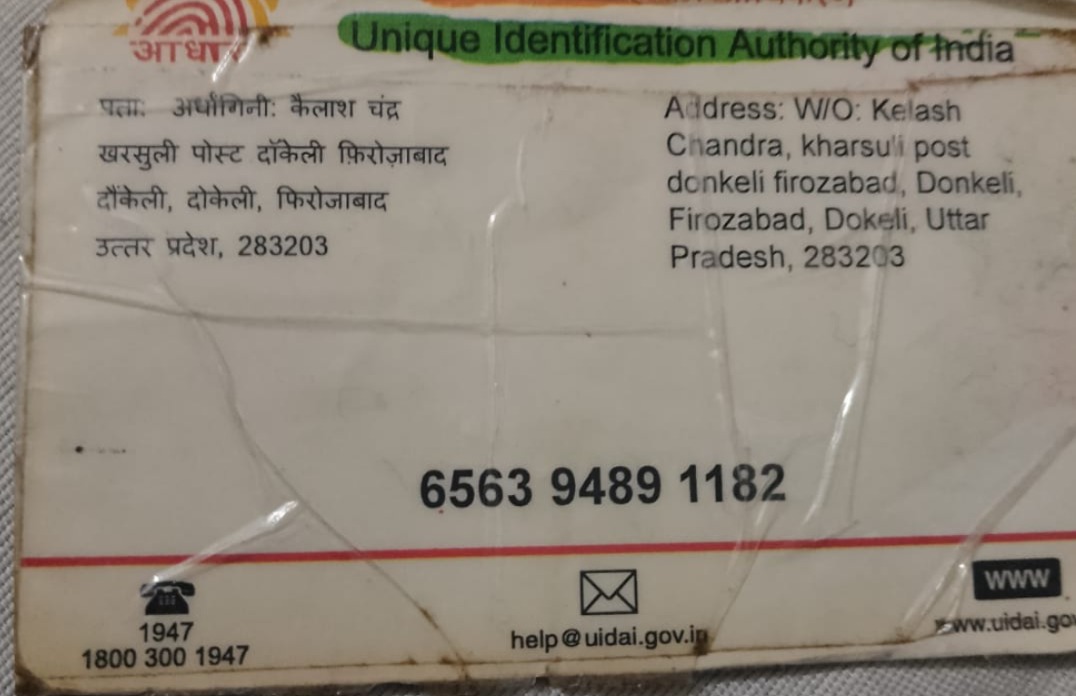 आधार
Unique Identification Authority of India
पता: अर्धांगिनी: कैलाश चंद्र
खरसुली पोस्ट दॉकेली फ़िरोज़ाबाद
दौंकेली, दोकेली, फिरोजाबाद
उत्तर प्रदेश, 283203
Address: W/O: Kelash
Chandra, kharsuli post
donkeli firozabad, Donkeli,
Firozabad, Dokeli, Uttar
Pradesh, 283203
6563 9489 1182
1947
1800 300 1947
help@uidai.gov.in
WWW
www.uidai.gov